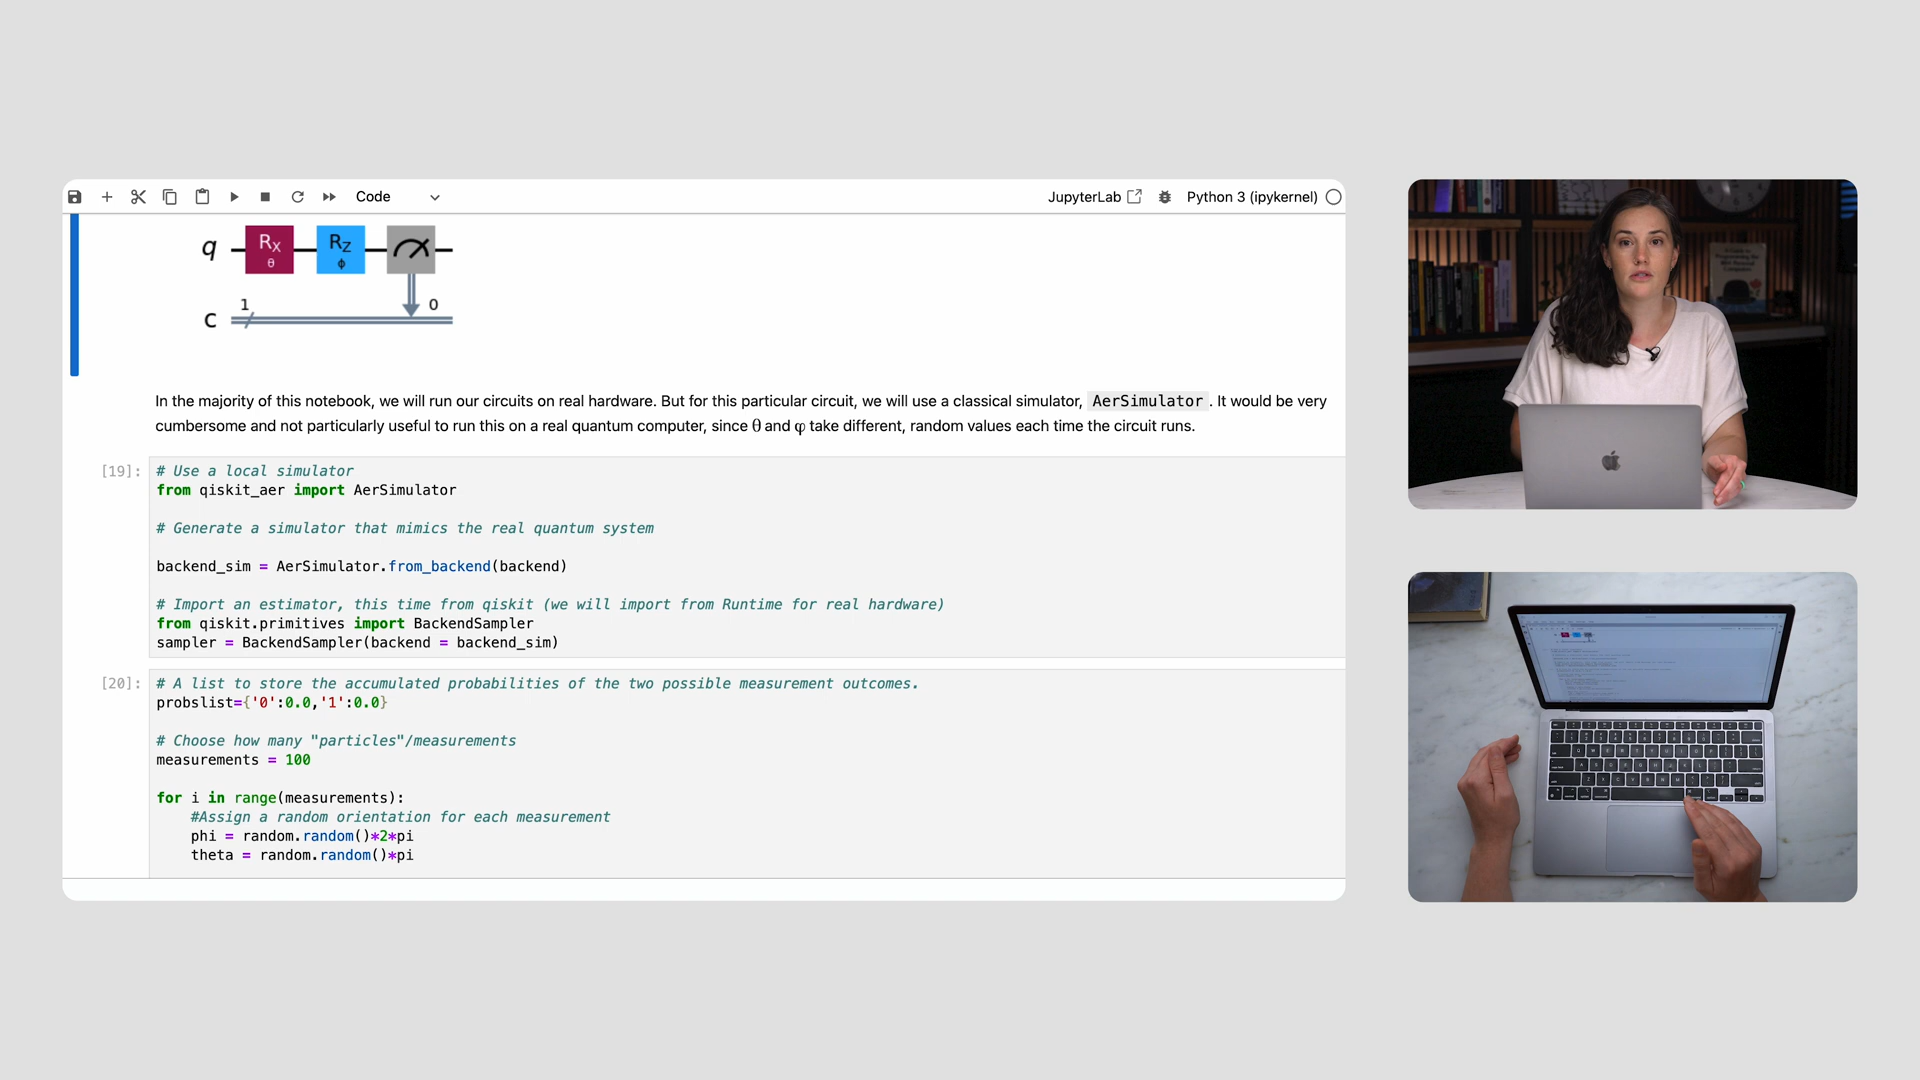 Code
JupyterLab
Python 3 (ipykernel)
q
RX
θ
RZ
ϕ
1
0
c
In the majority of this notebook, we will run our circuits on real hardware. But for this particular circuit, we will use a classical simulator, AerSimulator . It would be very
cumbersome and not particularly useful to run this on a real quantum computer, since θ and φ take different, random values each time the circuit runs.
[19]:
# Use a local simulator
from qiskit_aer import AerSimulator
# Generate a simulator that mimics the real quantum system
backend_sim = AerSimulator.from_backend(backend)
# Import an estimator, this time from qiskit (we will import from Runtime for real hardware)
from qiskit.primitives import BackendSampler
sampler = BackendSampler(backend = backend_sim)
[20]:
# A list to store the accumulated probabilities of the two possible measurement outcomes.
probslist={'0':0.0,'1':0.0}
# Choose how many "particles"/measurements
measurements = 100
for i in range(measurements):
#Assign a random orientation for each measurement
phi = random.random()*2*pi
theta = random.random()*pi